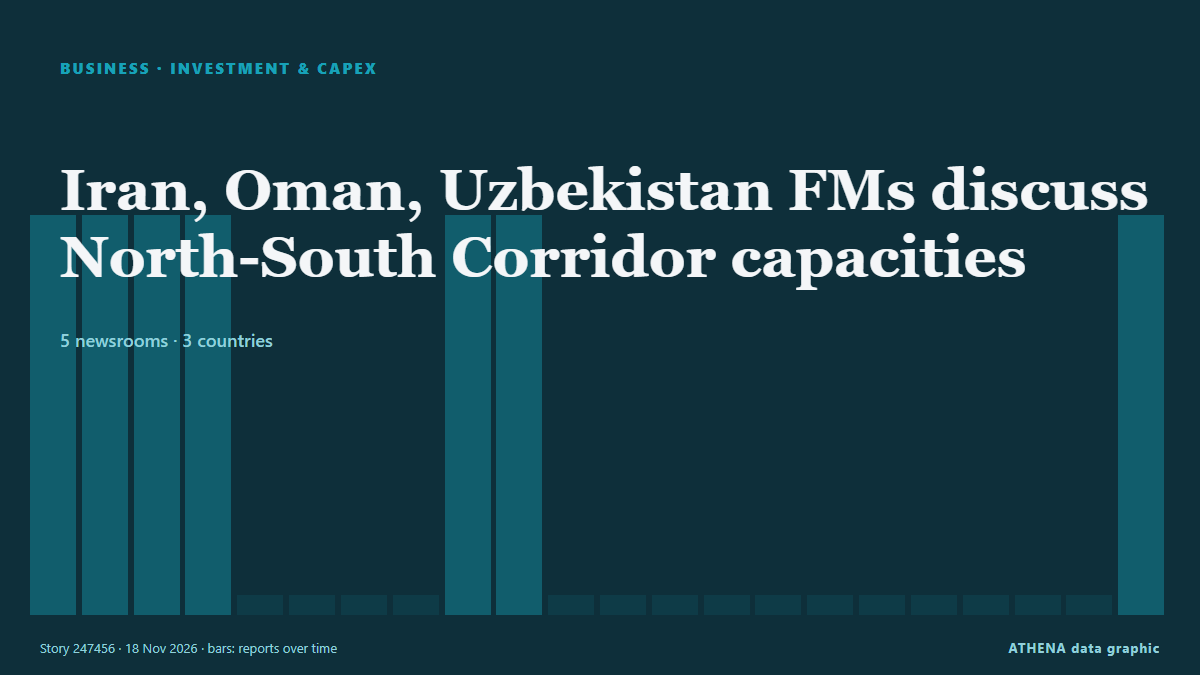 BUSINESS · INVESTMENT & CAPEX
Iran, Oman, Uzbekistan FMs discuss
North-South Corridor capacities
5 newsrooms · 3 countries
Story 247456 · 18 Nov 2026 · bars: reports over time
ATHENA data graphic